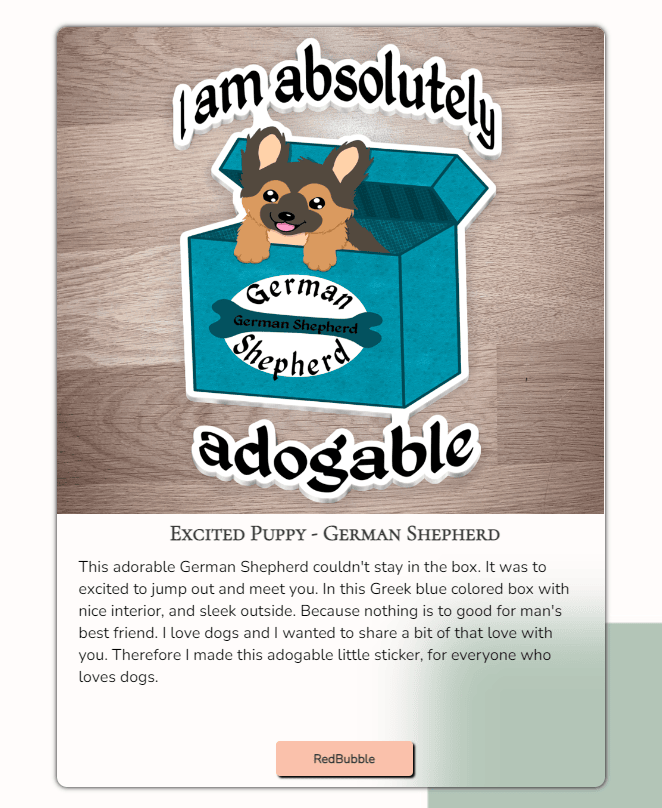 I am absolutely
German
German Shepherd
Shepherd
adogable
Excited Puppy - German Shepherd
This adorable German Shepherd couldn't stay in the box. It was to
excited to jump out and meet you. In this Greek blue colored box with
nice interior, and sleek outside. Because nothing is to good for man's
best friend. I love dogs and I wanted to share a bit of that love with
you. Therefore I made this adogable little sticker, for everyone who
loves dogs.
RedBubble